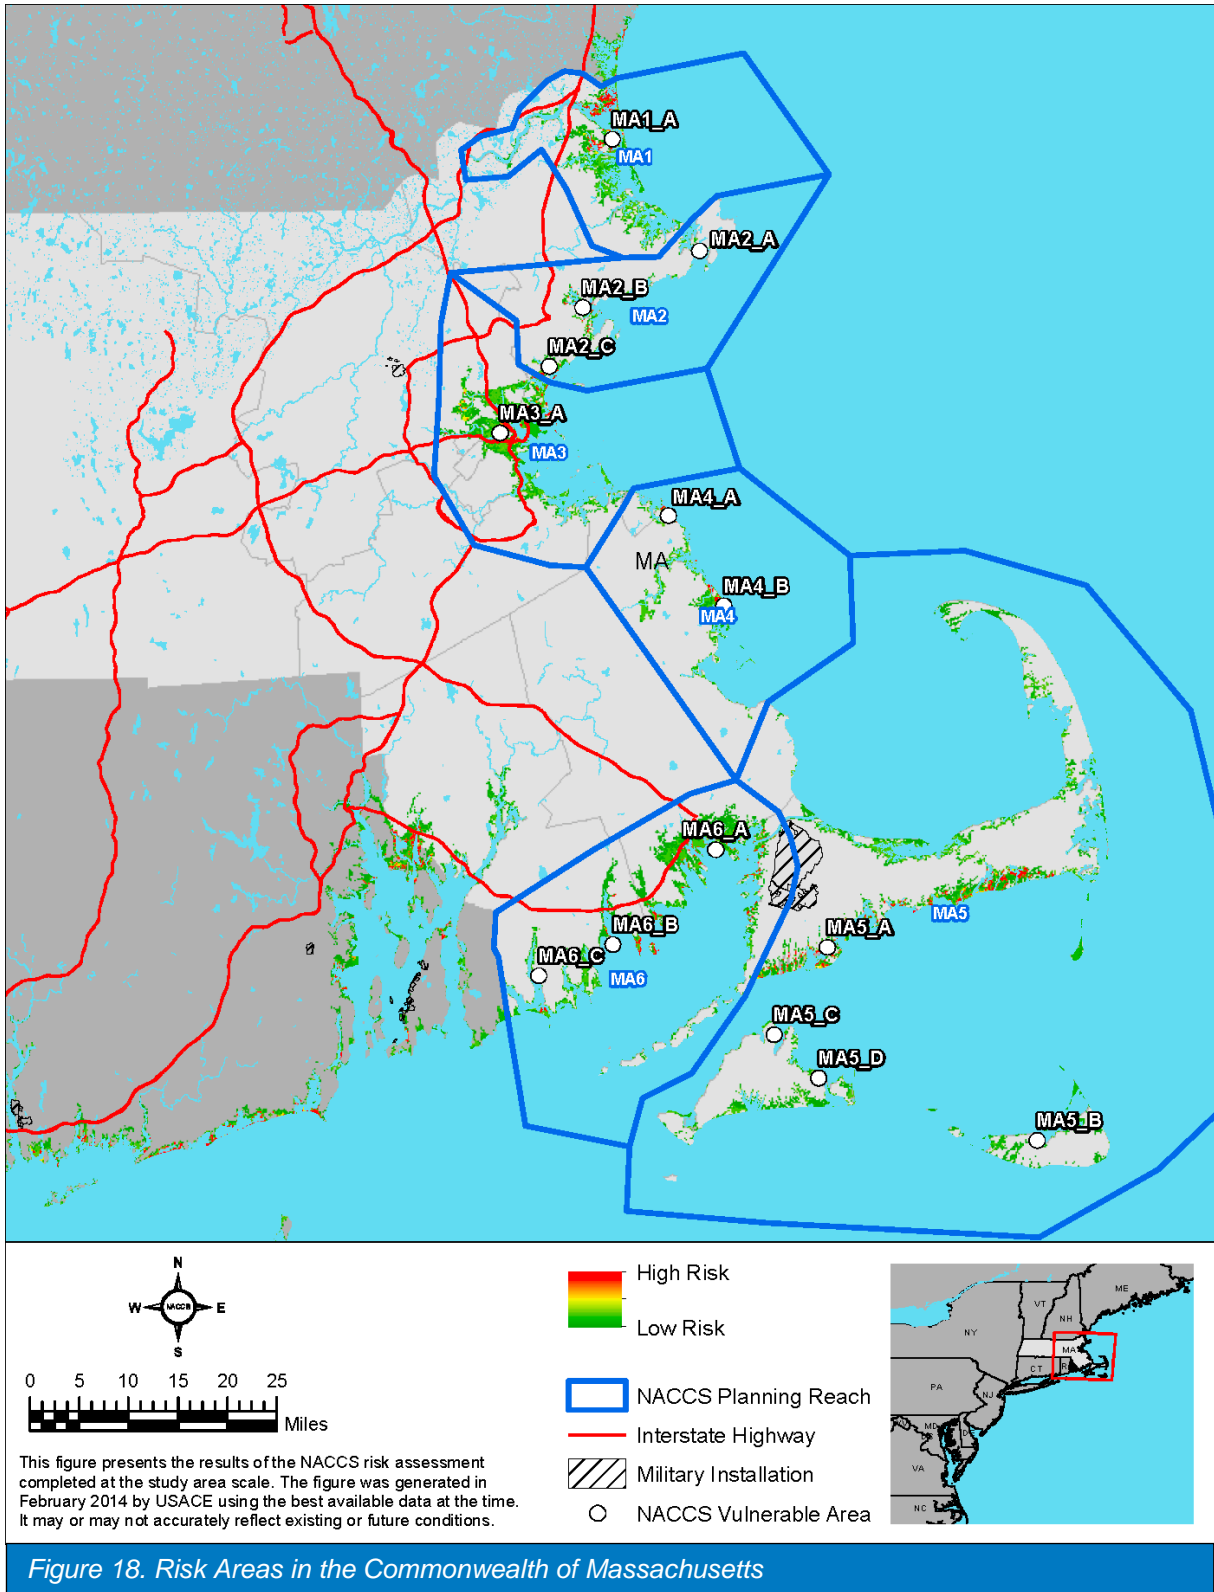 MA1_A
MA1
MA2_A
MA2_B
MA2
MA2_C
MA3_A
MA3
MA4_A
MA
MA4_B
MA4
MA6_A
MA5
MA6_B
MA5_A
MA6_C
MA6
MA5_C
MA5_D
MA5_B
N
W NACCS E
S
0 5 10 15 20 25
Miles
This figure presents the results of the NACCS risk assessment
completed at the study area scale. The figure was generated in
February 2014 by USACE using the best available data at the time.
It may or may not accurately reflect existing or future conditions.
High Risk
Low Risk
NACCS Planning Reach
Interstate Highway
Military Installation
NACCS Vulnerable Area
ME
VT
NH
NY
MA
CT
PA
NJ
MD
VA
NC
Figure 18. Risk Areas in the Commonwealth of Massachusetts